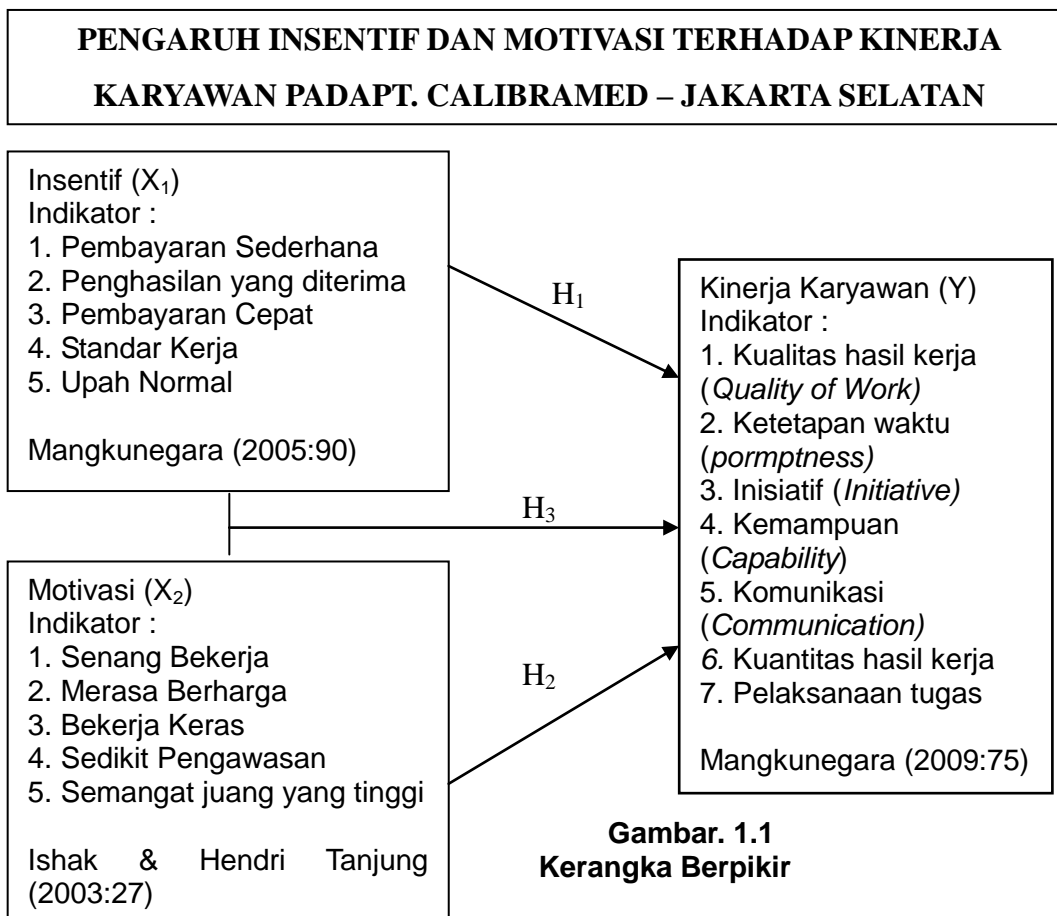 PENGARUH INSENTIF DAN MOTIVASI TERHADAP KINERJA
KARYAWAN PADAPT. CALIBRAMED – JAKARTA SELATAN
Insentif (X₁)
Indikator :
1. Pembayaran Sederhana
2. Penghasilan yang diterima
3. Pembayaran Cepat
4. Standar Kerja
5. Upah Normal
Mangkunegara (2005:90)
H₁
H₃
H₂
Motivasi (X₂)
Indikator :
1. Senang Bekerja
2. Merasa Berharga
3. Bekerja Keras
4. Sedikit Pengawasan
5. Semangat juang yang tinggi
Ishak & Hendri Tanjung
(2003:27)
Kinerja Karyawan (Y)
Indikator :
1. Kualitas hasil kerja
(Quality of Work)
2. Ketetapan waktu
(pormptness)
3. Inisiatif (Initiative)
4. Kemampuan
(Capability)
5. Komunikasi
(Communication)
6. Kuantitas hasil kerja
7. Pelaksanaan tugas
Mangkunegara (2009:75)
Gambar. 1.1
Kerangka Berpikir